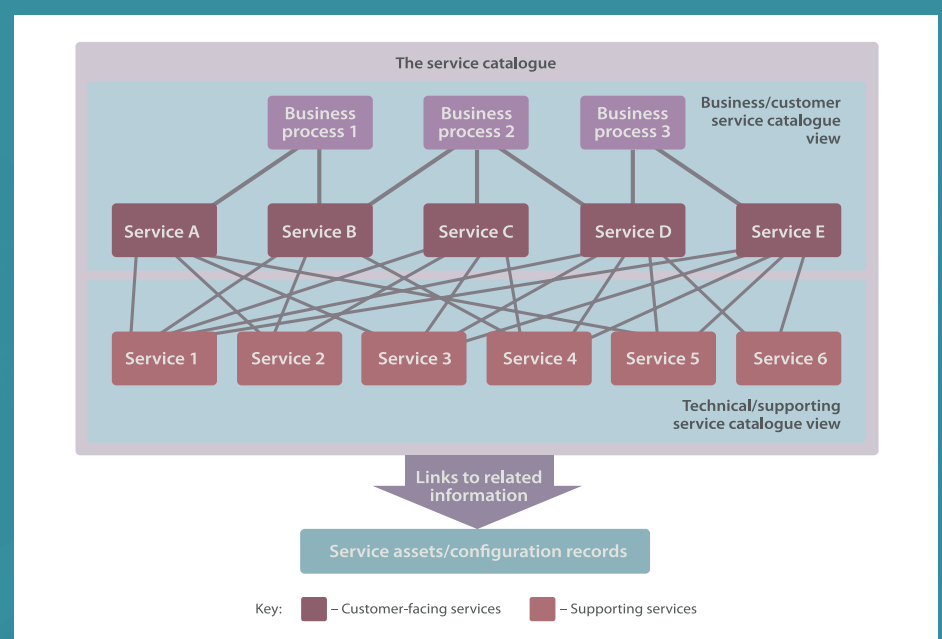 The service catalogue
Business
process 1
Business
process 2
Business
process 3
Business/customer
service catalogue
view
Service A
Service B
Service C
Service D
Service E
Service 1
Service 2
Service 3
Service 4
Service 5
Service 6
Technical/supporting
service catalogue view
Links to related
information
Service assets/configuration records
Key:
– Customer-facing services
– Supporting services